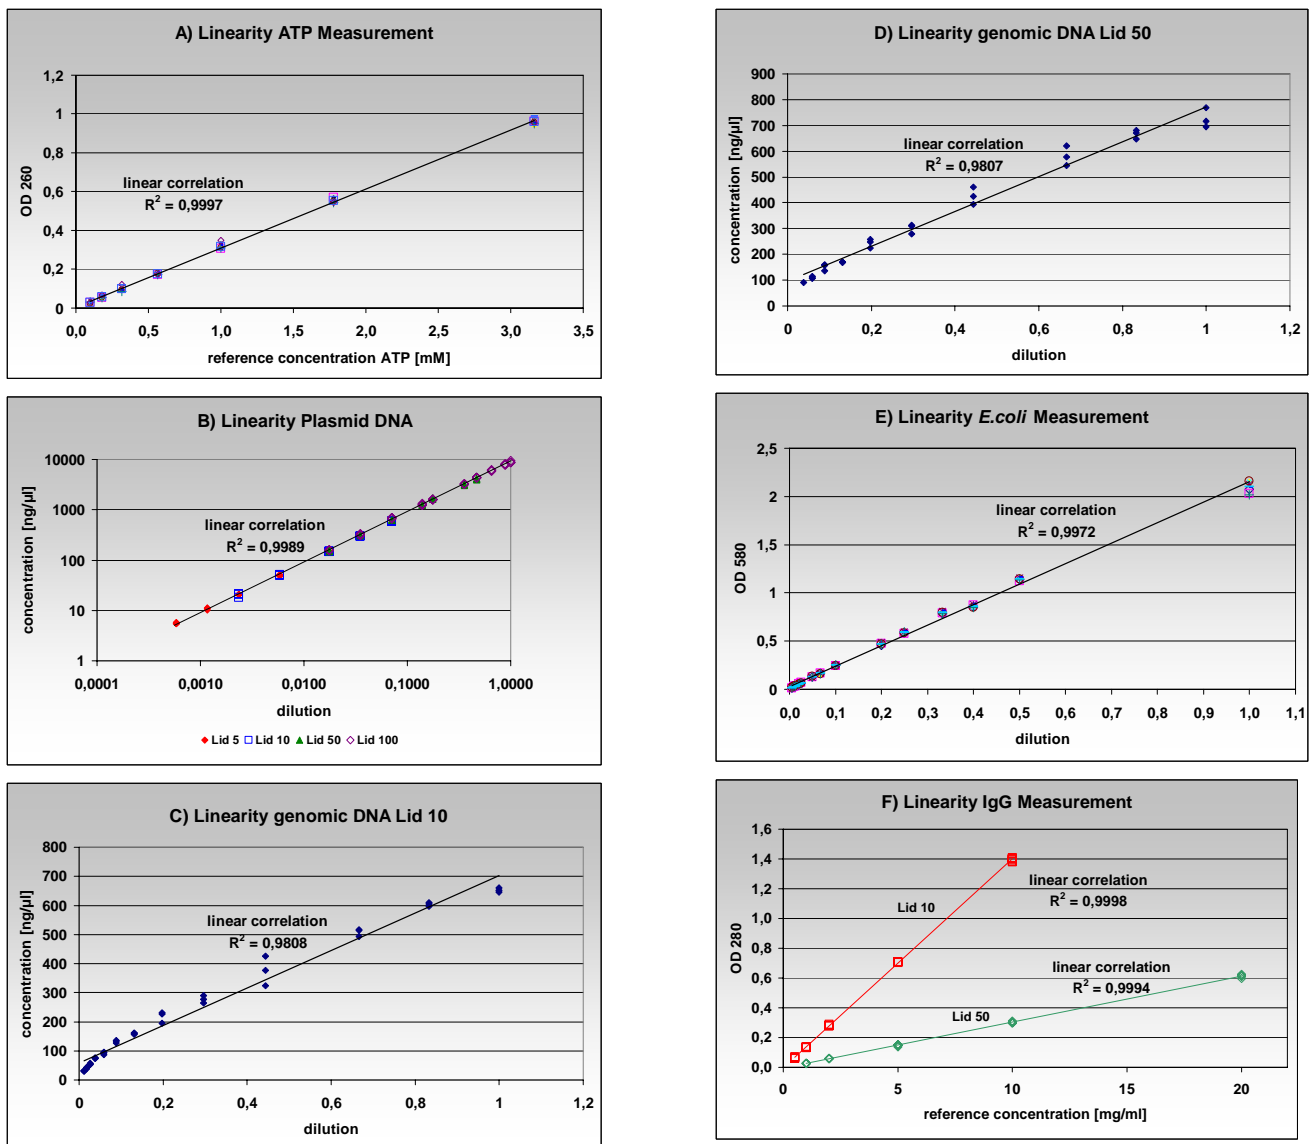 A) Linearity ATP Measurement
1,2
1
0,8
0,6
0,4
0,2
0
OD 260
linear correlation
R² = 0,9997
0,0 0,5 1,0 1,5 2,0 2,5 3,0 3,5
reference concentration ATP [mM]
B) Linearity Plasmid DNA
10000
1000
100
10
1
concentration [ng/µl]
linear correlation
R² = 0,9989
0,0001 0,0010 0,0100 0,1000 1,0000
dilution
Lid 5 Lid 10 Lid 50 Lid 100
C) Linearity genomic DNA Lid 10
800
700
600
500
400
300
200
100
0
concentration [ng/µl]
linear correlation
R² = 0,9808
0 0,2 0,4 0,6 0,8 1 1,2
dilution
D) Linearity genomic DNA Lid 50
900
800
700
600
500
400
300
200
100
0
concentration [ng/µl]
linear correlation
R² = 0,9807
0 0,2 0,4 0,6 0,8 1 1,2
dilution
E) Linearity E.coli Measurement
2,5
2
1,5
1
0,5
0
OD 580
linear correlation
R² = 0,9972
0,0 0,1 0,2 0,3 0,4 0,5 0,6 0,7 0,8 0,9 1,0 1,1
dilution
F) Linearity IgG Measurement
1,6
1,4
1,2
1,0
0,8
0,6
0,4
0,2
0,0
OD 280
linear correlation
R² = 0,9998
Lid 10
linear correlation
R² = 0,9994
Lid 50
0 5 10 15 20
reference concentration [mg/ml]